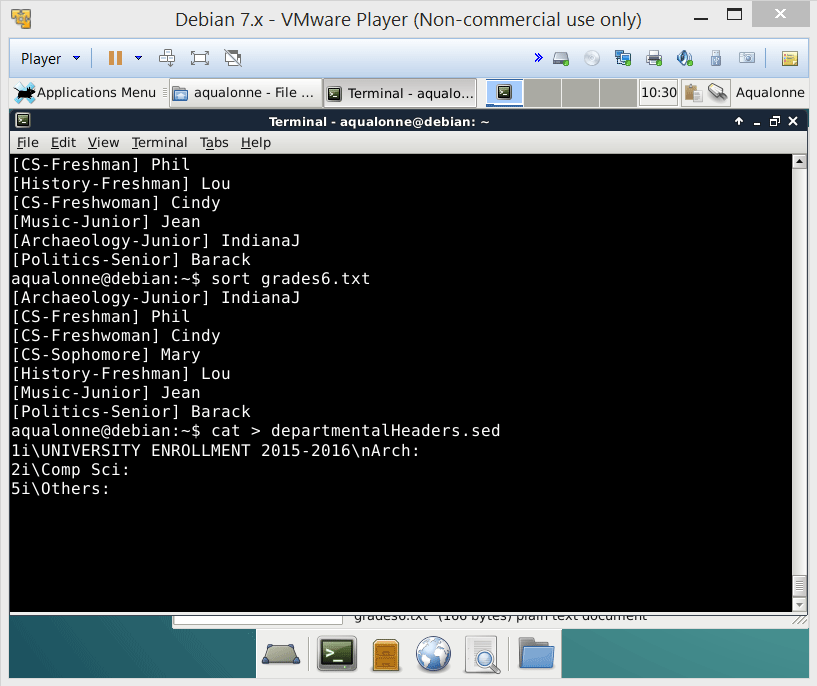 Debian 7.x - VMware Player (Non-commercial use only)
Player
Applications Menu
aqualonne - File ...
Terminal - aqualo...
10:30
Aqualonne
Terminal - aqualonne@debian: ~
File Edit View Terminal Tabs Help
[CS-Freshman] Phil
[History-Freshman] Lou
[CS-Freshwoman] Cindy
[Music-Junior] Jean
[Archaeology-Junior] IndianaJ
[Politics-Senior] Barack
aqualonne@debian:~$ sort grades6.txt
[Archaeology-Junior] IndianaJ
[CS-Freshman] Phil
[CS-Freshwoman] Cindy
[CS-Sophomore] Mary
[History-Freshman] Lou
[Music-Junior] Jean
[Politics-Senior] Barack
aqualonne@debian:~$ cat > departmentalHeaders.sed
1i\UNIVERSITY ENROLLMENT 2015-2016\nArch:
2i\Comp Sci:
5i\Others:
bytes) plain text document